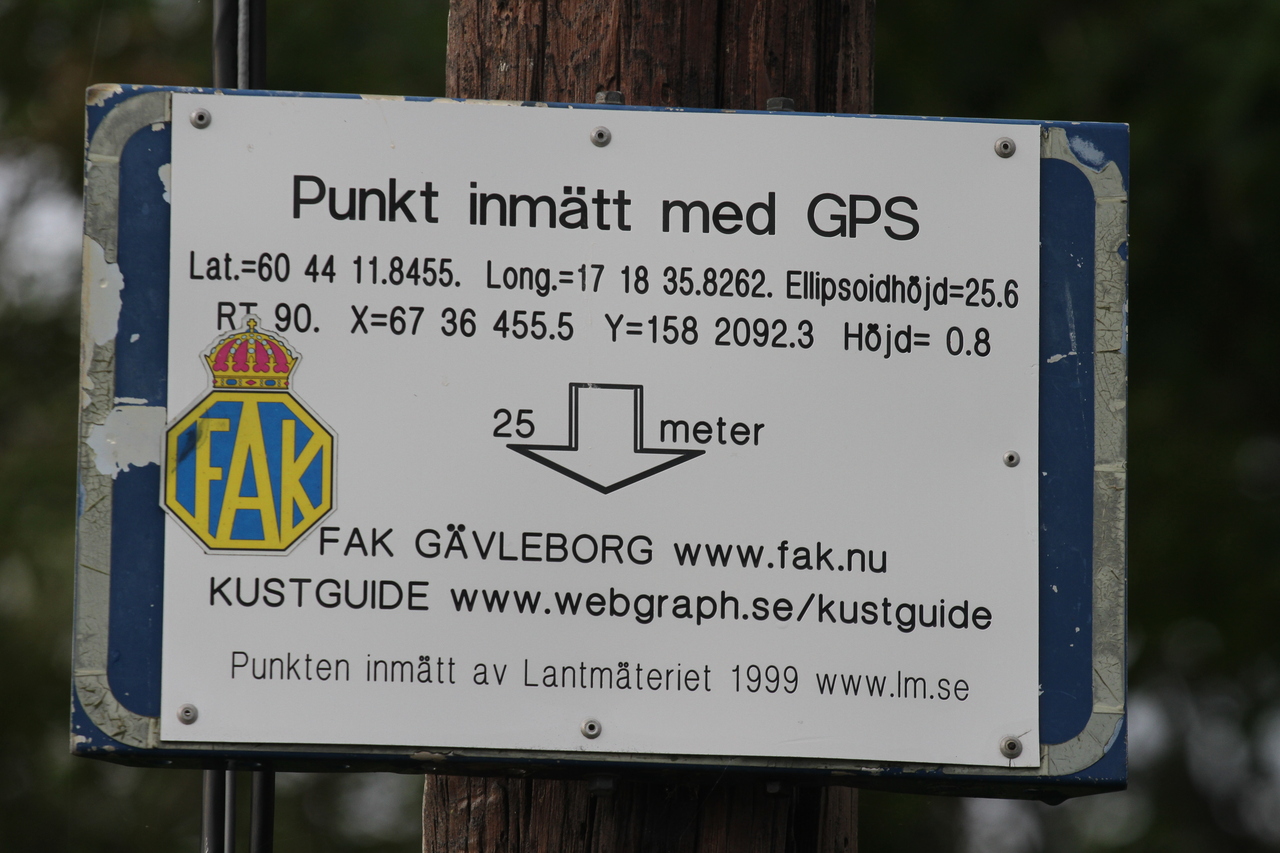 Punkt inmätt med GPS
Lat.=60 44 11.8455. Long.=17 18 35.8262. Ellipsoidhöjd=25.6
RT 90. X=67 36 455.5 Y=158 2092.3 Höjd= 0.8
25 meter
FAK
FAK GÄVLEBORG www.fak.nu
KUSTGUIDE www.webgraph.se/kustguide
Punkten inmätt av Lantmäteriet 1999 www.lm.se